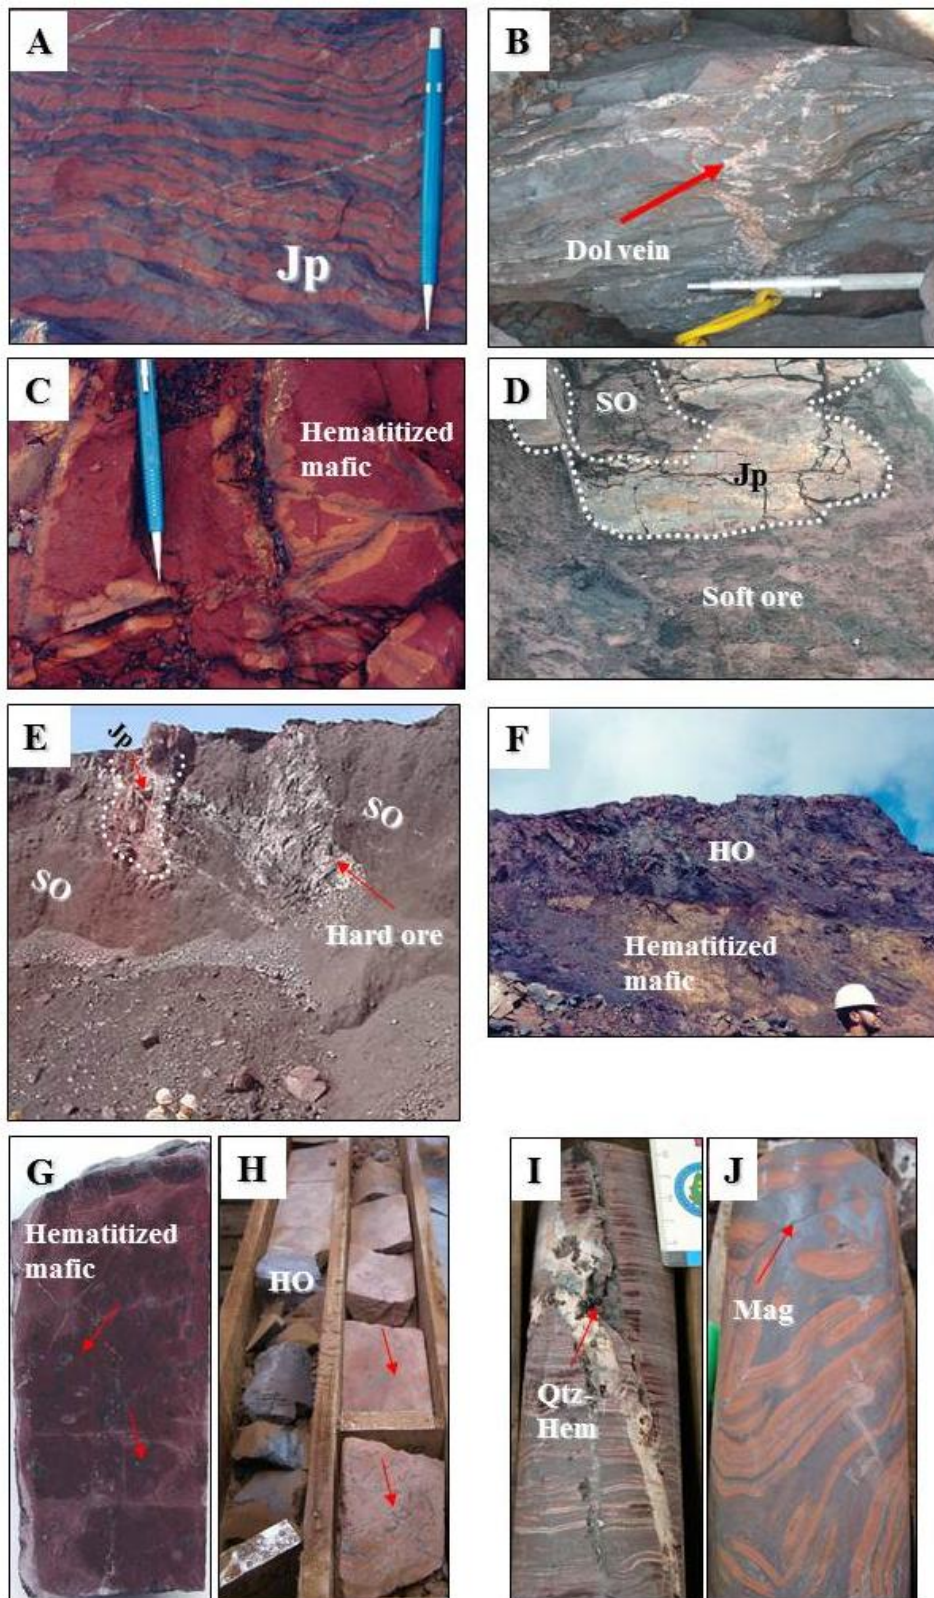 A
Jp
B
Dol vein
C
Hematitized
mafic
D
SO
Jp
Soft ore
E
Jp
SO
SO
Hard ore
F
HO
Hematitized
mafic
G
Hematitized
mafic
H
HO
I
Qtz-
Hem
J
Mag